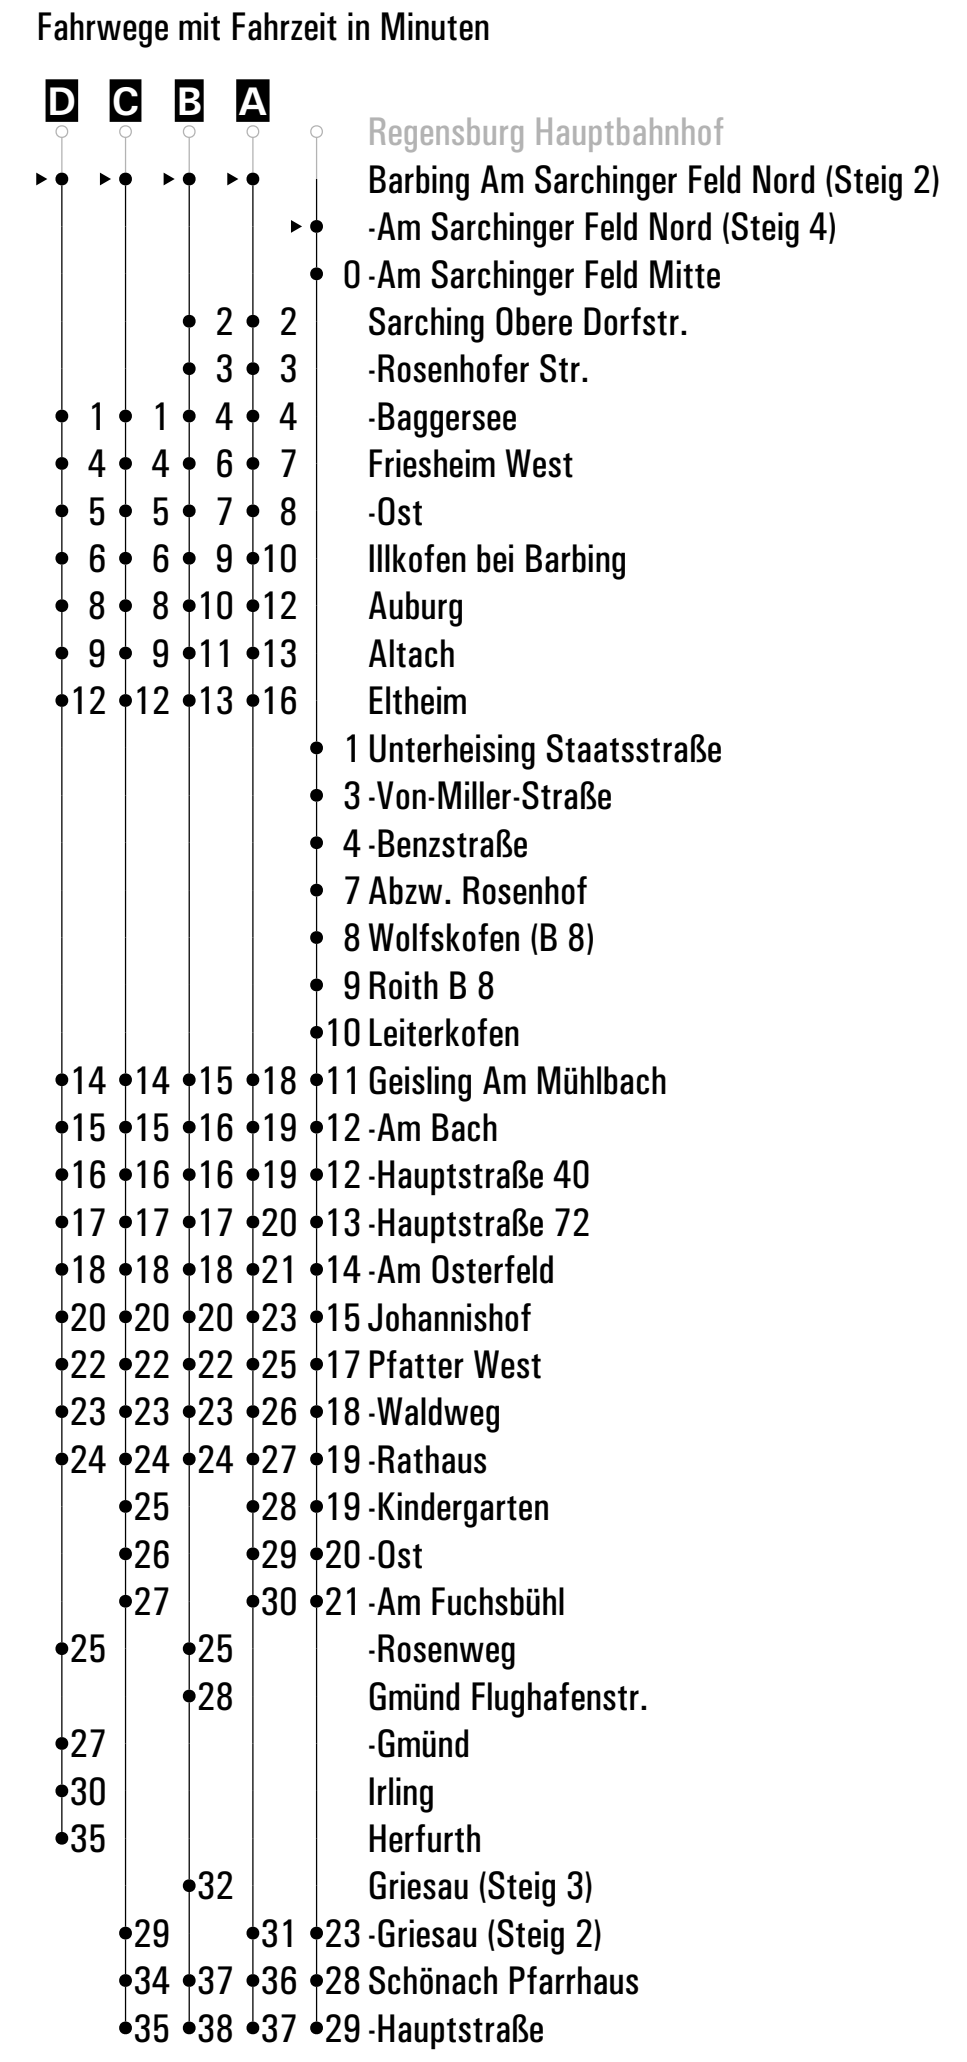 Fahrwege mit Fahrzeit in Minuten
D C B A
Regensburg Hauptbahnhof
Barbing Am Sarchinger Feld Nord (Steig 2)
-Am Sarchinger Feld Nord (Steig 4)
0 -Am Sarchinger Feld Mitte
2 2 Sarching Obere Dorfstr.
3 3 -Rosenhofer Str.
1 1 4 4 -Baggersee
4 4 6 7 Friesheim West
5 5 7 8 -Ost
6 6 9 10 Illkofen bei Barbing
8 8 10 12 Auburg
9 9 11 13 Altach
12 12 13 16 Eltheim
1 Unterheising Staatsstraße
3 -Von-Miller-Straße
4 -Benzstraße
7 Abzw. Rosenhof
8 Wolfskofen (B 8)
9 Roith B 8
10 Leiterkofen
14 14 15 18 11 Geisling Am Mühlbach
15 15 16 19 12 -Am Bach
16 16 16 19 12 -Hauptstraße 40
17 17 17 20 13 -Hauptstraße 72
18 18 18 21 14 -Am Osterfeld
20 20 20 23 15 Johannishof
22 22 22 25 17 Pfatter West
23 23 23 26 18 -Waldweg
24 24 24 27 19 -Rathaus
25 28 19 -Kindergarten
26 29 20 -Ost
27 30 21 -Am Fuchsbühl
25 25 -Rosenweg
28 Gmünd Flughafenstr.
27 -Gmünd
30 Irling
35 Herfurth
32 Griesau (Steig 3)
29 31 23 -Griesau (Steig 2)
34 37 36 28 Schönach Pfarrhaus
35 38 37 29 -Hauptstraße